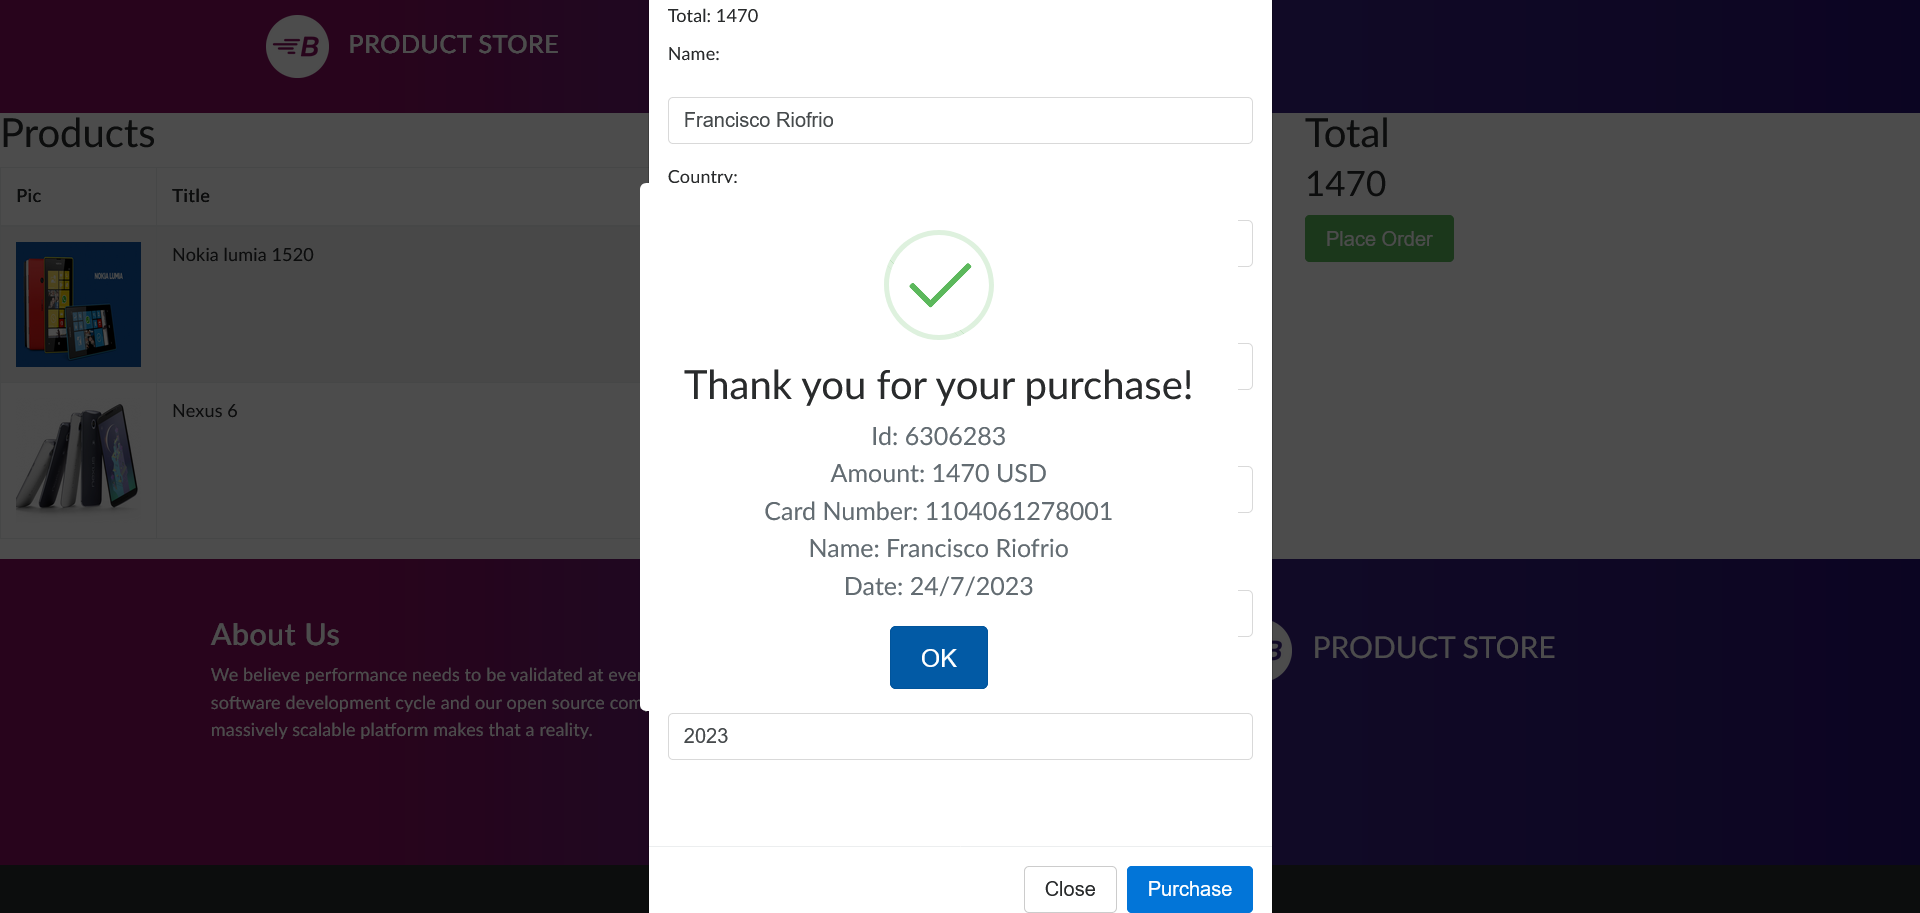 B PRODUCT STORE
Products
Pic Title
Nokia lumia 1520
NOKIA LUMIA
Nexus 6
Total: 1470
Name:
Francisco Riofrio
Country:
Thank you for your purchase!
Id: 6306283
Amount: 1470 USD
Card Number: 1104061278001
Name: Francisco Riofrio
Date: 24/7/2023
OK
2023
Close Purchase
Total
1470
Place Order
About Us
We believe performance needs to be validated at ever
software development cycle and our open source com
massively scalable platform makes that a reality.
B PRODUCT STORE